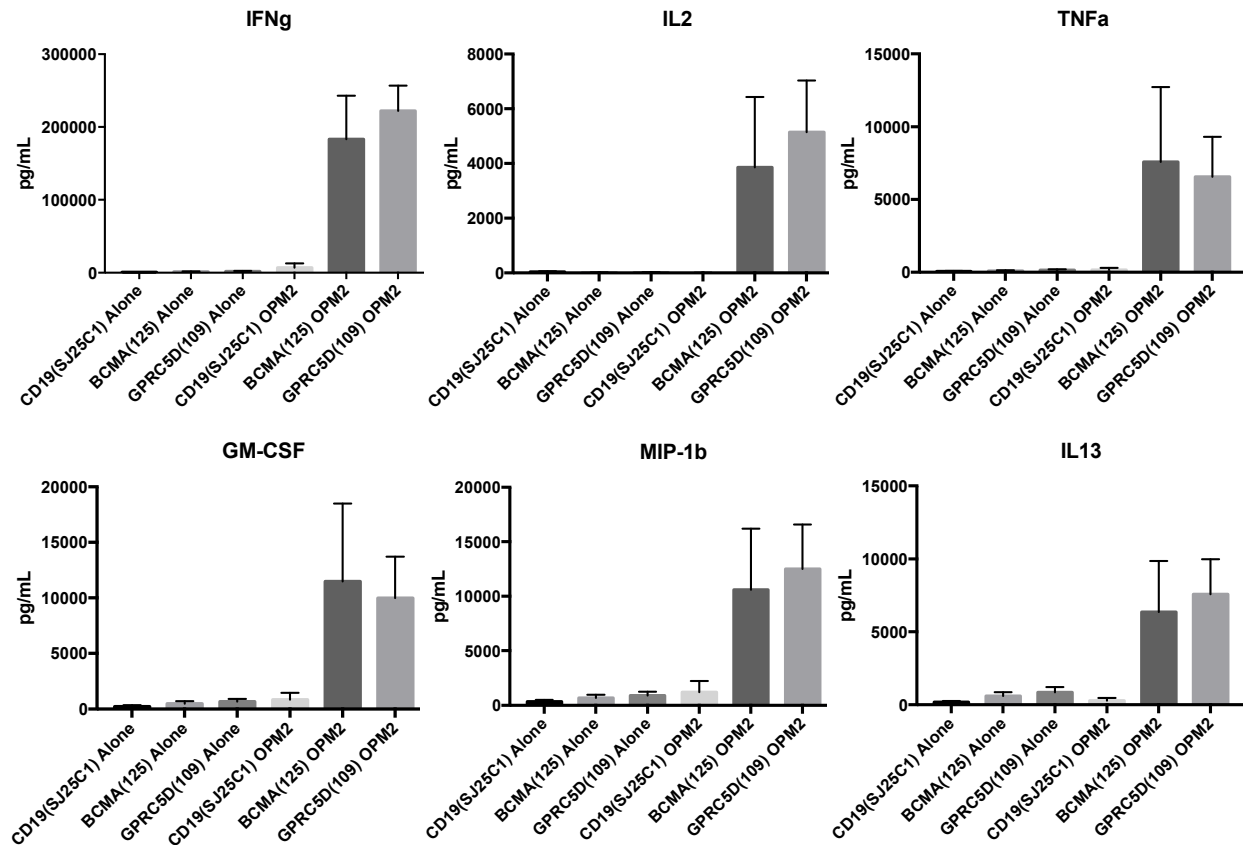 IFNg
300000
200000
100000
0
pg/mL
CD19(SJ25C1) Alone
BCMA(125) Alone
GPRC5D(109) Alone
CD19(SJ25C1) OPM2
BCMA(125) OPM2
GPRC5D(109) OPM2
IL2
8000
6000
4000
2000
0
pg/mL
CD19(SJ25C1) Alone
BCMA(125) Alone
GPRC5D(109) Alone
CD19(SJ25C1) OPM2
BCMA(125) OPM2
GPRC5D(109) OPM2
TNFa
15000
10000
5000
0
pg/mL
CD19(SJ25C1) Alone
BCMA(125) Alone
GPRC5D(109) Alone
CD19(SJ25C1) OPM2
BCMA(125) OPM2
GPRC5D(109) OPM2
GM-CSF
20000
15000
10000
5000
0
pg/mL
CD19(SJ25C1) Alone
BCMA(125) Alone
GPRC5D(109) Alone
CD19(SJ25C1) OPM2
BCMA(125) OPM2
GPRC5D(109) OPM2
MIP-1b
20000
15000
10000
5000
0
pg/mL
CD19(SJ25C1) Alone
BCMA(125) Alone
GPRC5D(109) Alone
CD19(SJ25C1) OPM2
BCMA(125) OPM2
GPRC5D(109) OPM2
IL13
15000
10000
5000
0
pg/mL
CD19(SJ25C1) Alone
BCMA(125) Alone
GPRC5D(109) Alone
CD19(SJ25C1) OPM2
BCMA(125) OPM2
GPRC5D(109) OPM2